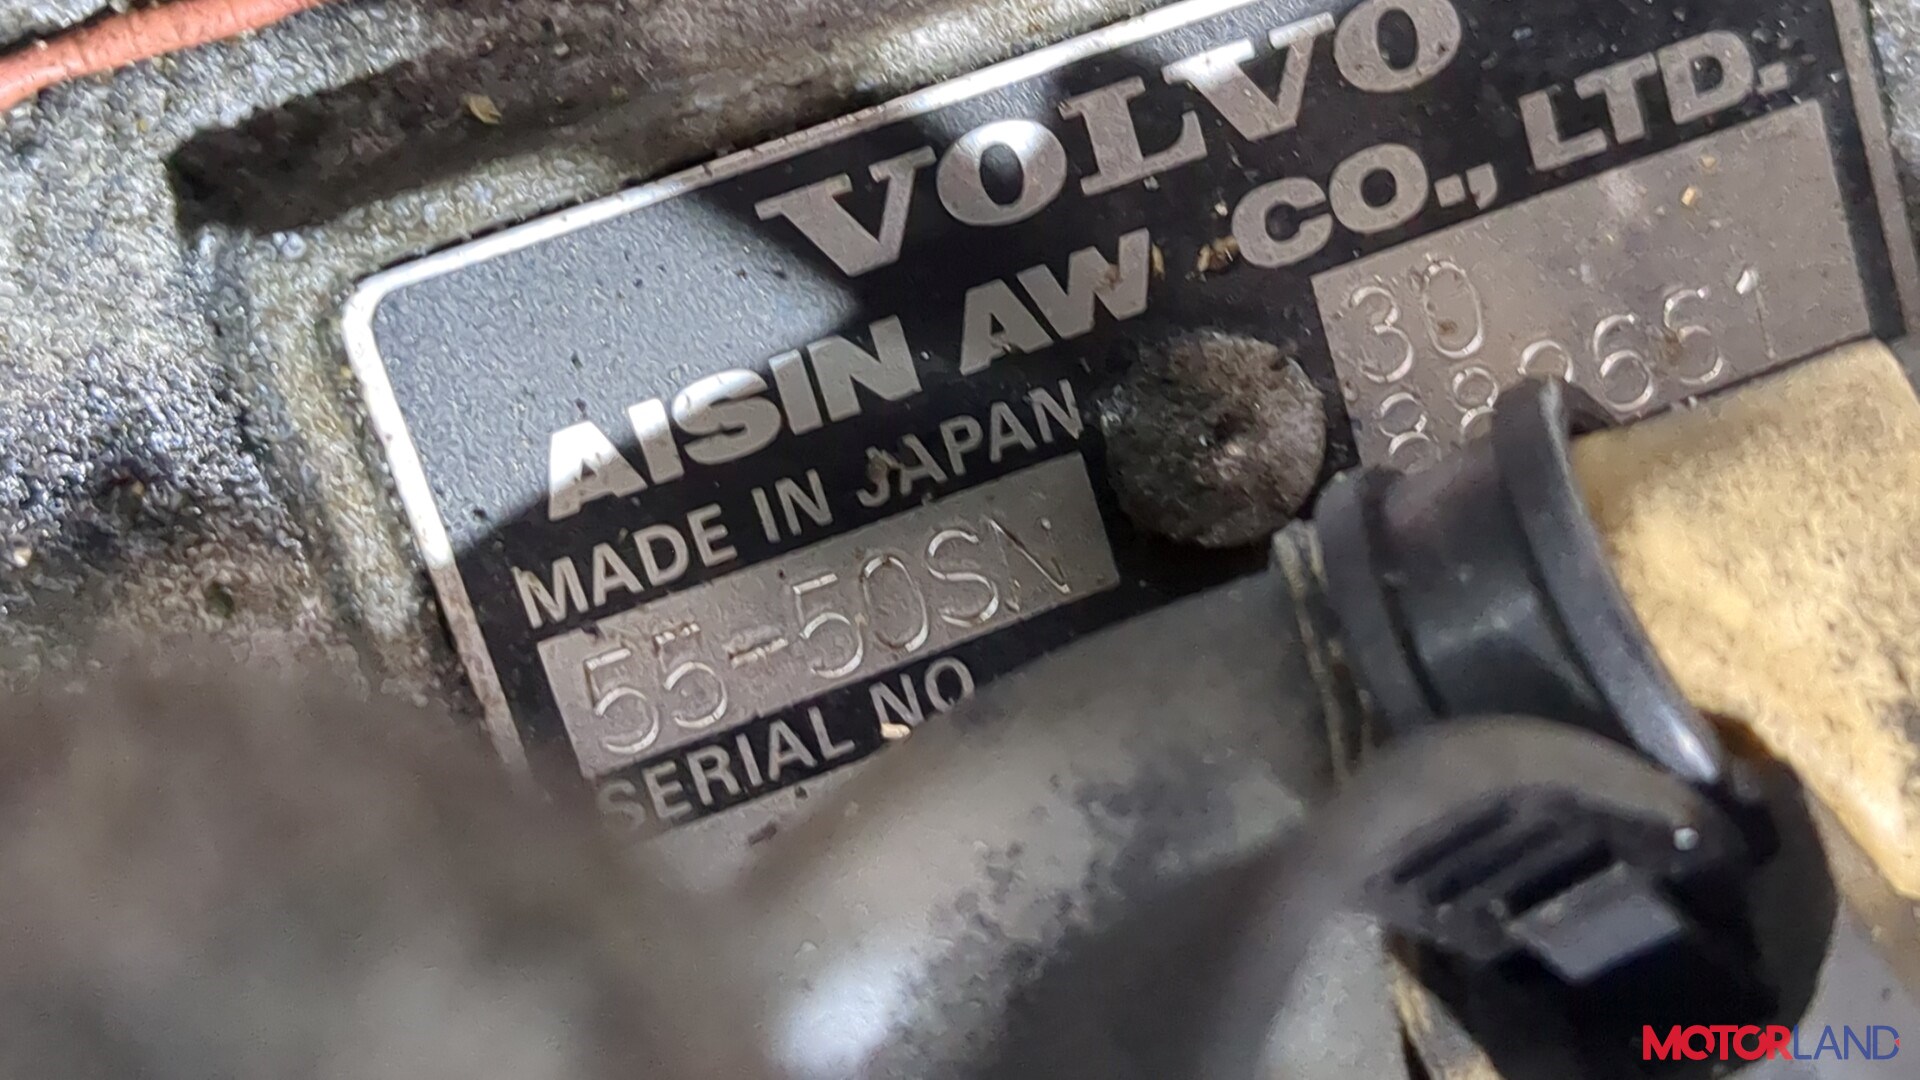 VOLVO
AISIN AW CO., LTD.
MADE IN JAPAN
30
55-50SN
SERIAL NO
MOTORLAND